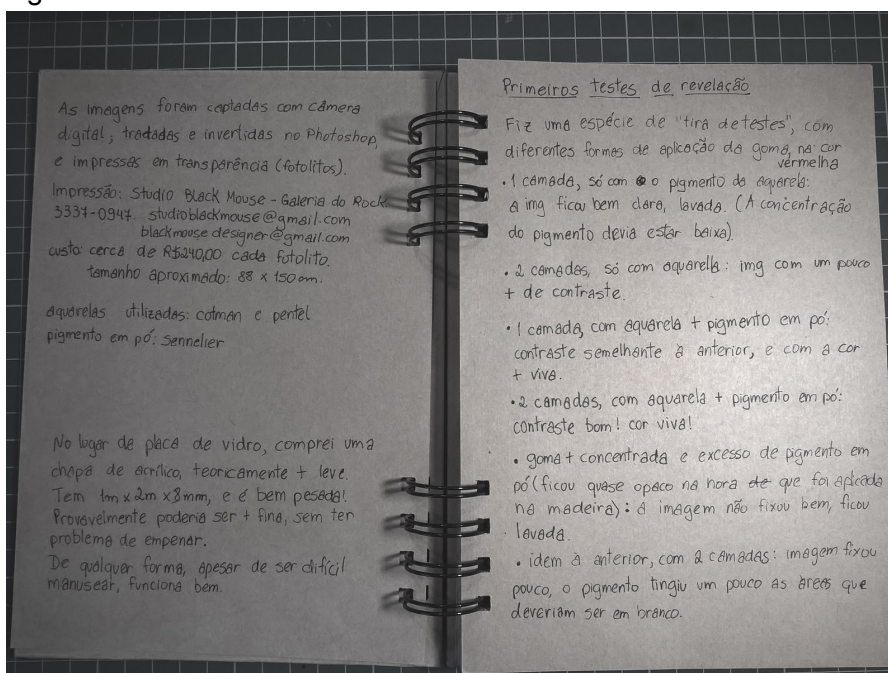 As imagens foram captadas com câmera
digital, tratadas e invertidas no Photoshop,
e impressas em transparência (fotolitos).
Impressão: Studio Black Mouse - Galeria do Rock.
3337-0947. studioblackmouse@gmail.com
blackmouse.designer@gmail.com
custo: cerca de R$240,00 cada fotolito.
tamanho aproximado: 88 x 150cm.
aquarelas utilizadas: cotman e pentel
pigmento em pó: sennelier
No lugar de placa de vidro, comprei uma
chapa de acrílico, teoricamente + leve.
Tem 1m x 2m x 8mm, e é bem pesada!
Provavelmente poderia ser + fina, sem ter
problema de empenar.
De qualquer forma, apesar de ser difícil
manusear, funciona bem.
Primeiros testes de revelação
Fiz uma espécie de "tira de testes", com
diferentes formas de aplicação da goma, na cor
vermelha
• 1 camada, só com o pigmento da aquarela:
a img ficou bem clara, lavada. (A concentração
do pigmento devia estar baixa).
• 2 camadas, só com aquarella: img com um pouco
+ de contraste.
• 1 camada, com aquarela + pigmento em pó:
contraste semelhante à anterior, e com a cor
+ viva.
• 2 camadas, com aquarela + pigmento em pó:
contraste bom! cor viva!
• goma + concentrada e excesso de pigmento em
pó (ficou quase opaco na hora de que foi aplicada
na madeira): a imagem não fixou bem, ficou
lavada.
• idem à anterior, com 2 camadas: imagem fixou
pouco, o pigmento tingiu um pouco as áreas que
deveriam ser em branco.